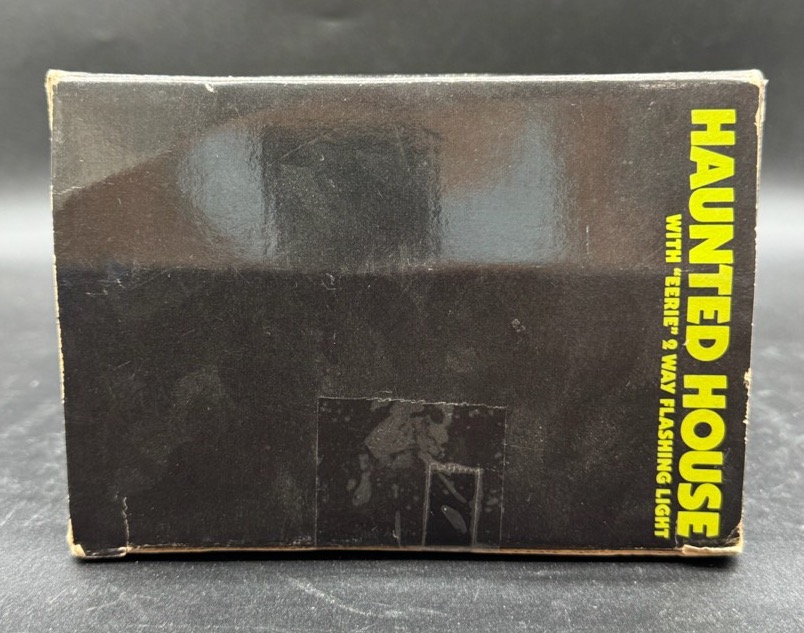 HAUNTED HOUSE
WITH "EERIE" 2 WAY FLASHING LIGHT